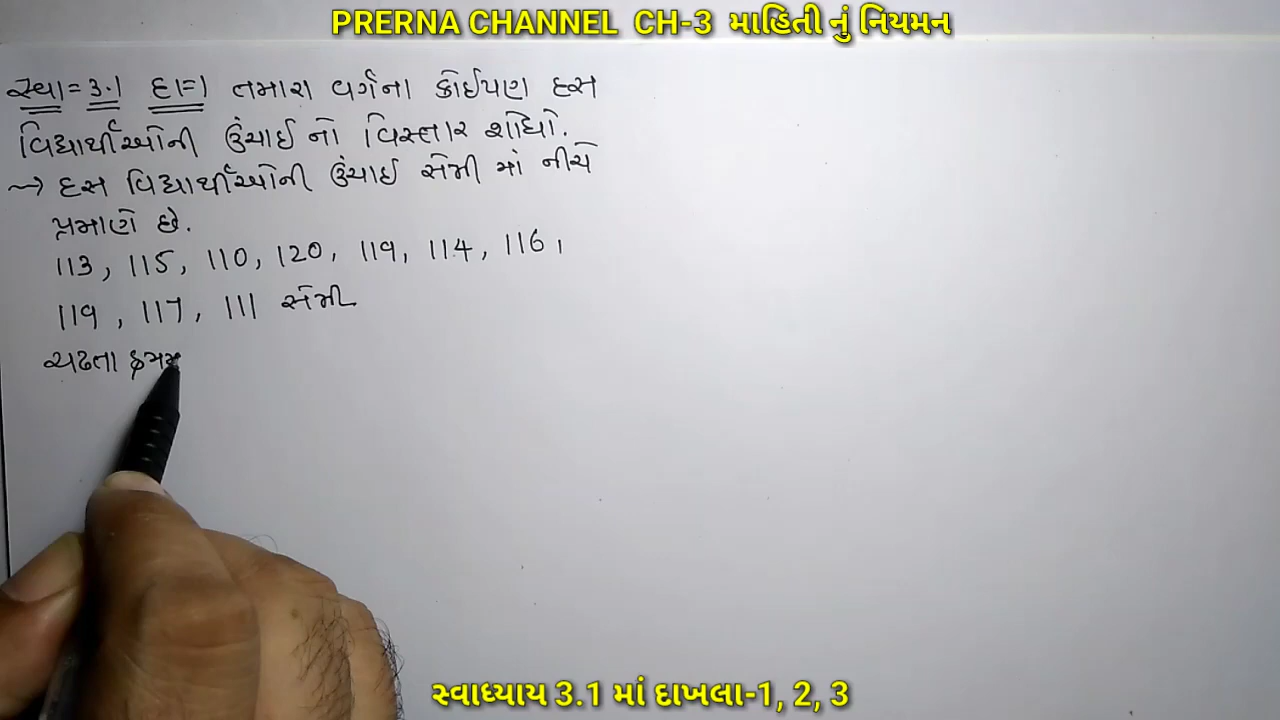 PRERNA CHANNEL CH-3 માહિતી નું નિયમન
સ્વા = 3.1 દા=1 તમારા વર્ગના કોઈપણ દસ
વિદ્યાર્થીઓની ઉંચાઈ નો વિસ્તાર શોધો.
→ દસ વિદ્યાર્થીઓની ઉંચાઈ સેમી માં નીચે
પ્રમાણે છે.
113, 115, 110, 120, 119, 114, 116,
119, 117, 111 સેમી
ચઢતા ક્રમમ
સ્વાધ્યાય 3.1 માં દાખલા-1, 2, 3